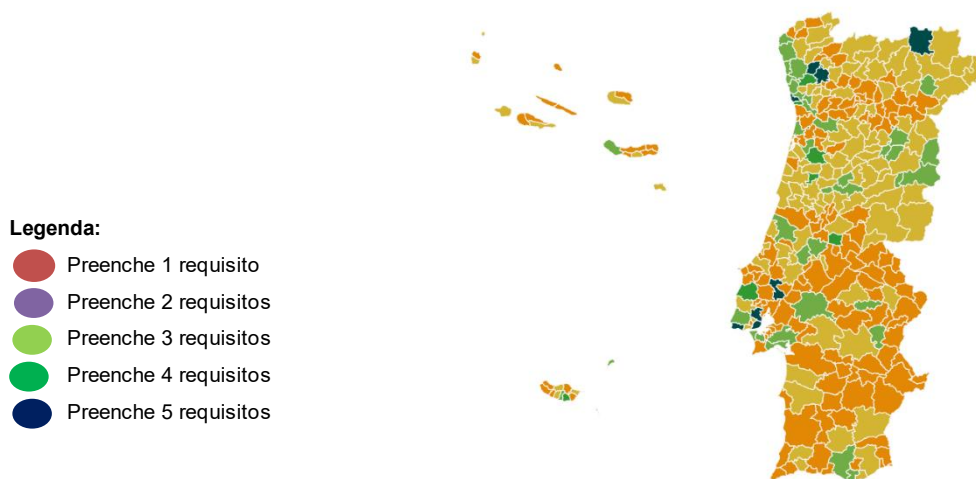 Legenda:
Preenche 1 requisito
Preenche 2 requisitos
Preenche 3 requisitos
Preenche 4 requisitos
Preenche 5 requisitos